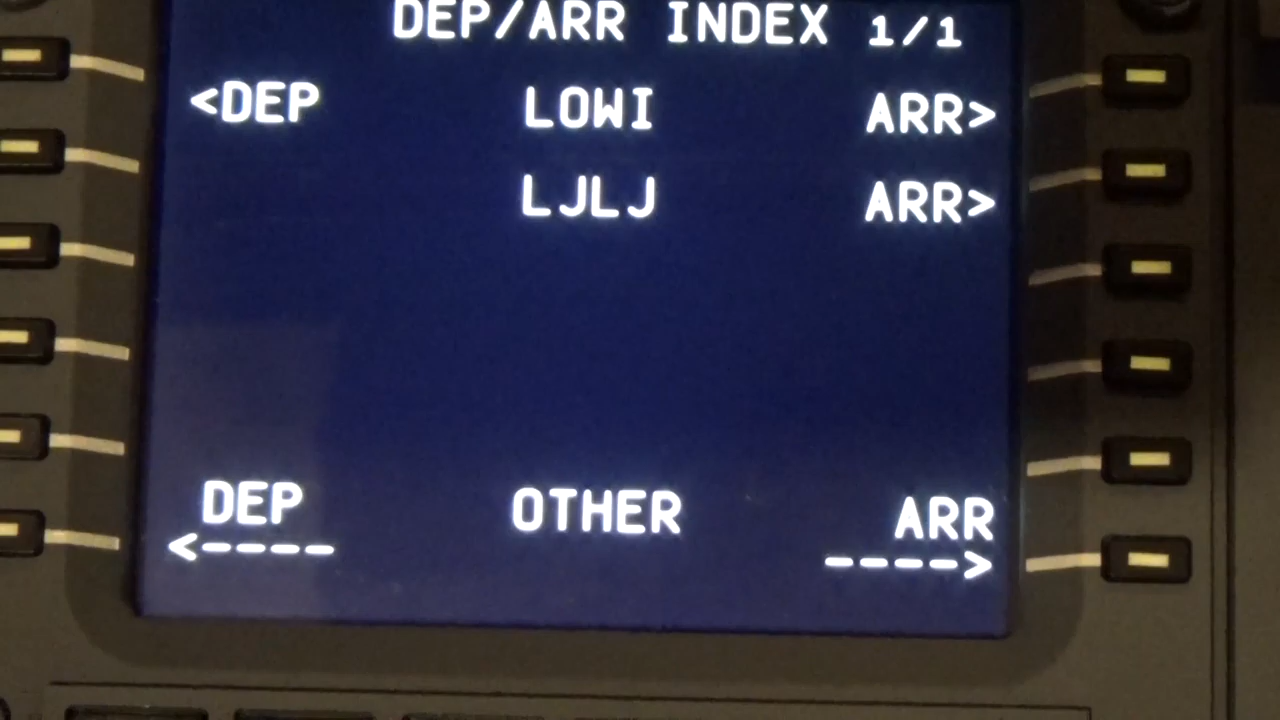 DEP/ARR INDEX 1/1
<DEP LOWI ARR>
LJLJ ARR>
DEP OTHER ARR
<---- ---->